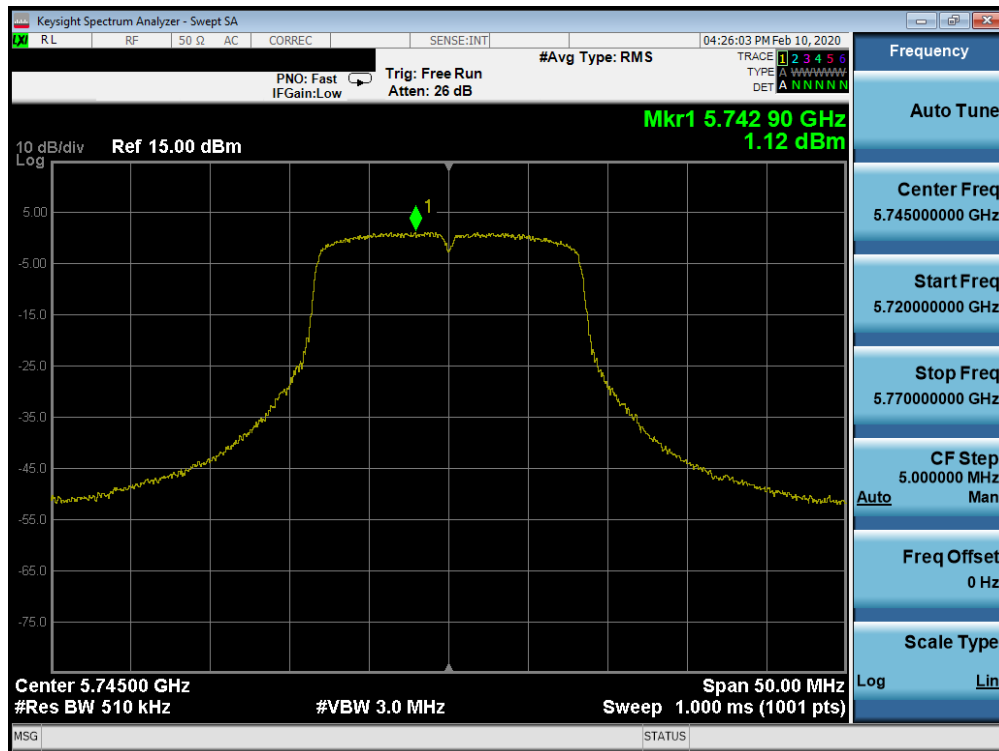 Keysight Spectrum Analyzer - Swept SA
LXI RL RF 50 Ω AC CORREC SENSE:INT 04:26:03 PM Feb 10, 2020
#Avg Type: RMS
TRACE 1 2 3 4 5 6
TYPE A WWWWW
DET A N N N N N
PNO: Fast
IFGain:Low
Trig: Free Run
Atten: 26 dB
Mkr1 5.742 90 GHz
1.12 dBm
10 dB/div
Log
Ref 15.00 dBm
1
5.00
-5.00
-15.0
-25.0
-35.0
-45.0
-55.0
-65.0
-75.0
Center 5.74500 GHz
Span 50.00 MHz
#Res BW 510 kHz
#VBW 3.0 MHz
Sweep 1.000 ms (1001 pts)
MSG
STATUS
Frequency
Auto Tune
Center Freq
5.745000000 GHz
Start Freq
5.720000000 GHz
Stop Freq
5.770000000 GHz
CF Step
5.000000 MHz
Auto Man
Freq Offset
0 Hz
Scale Type
Log Lin